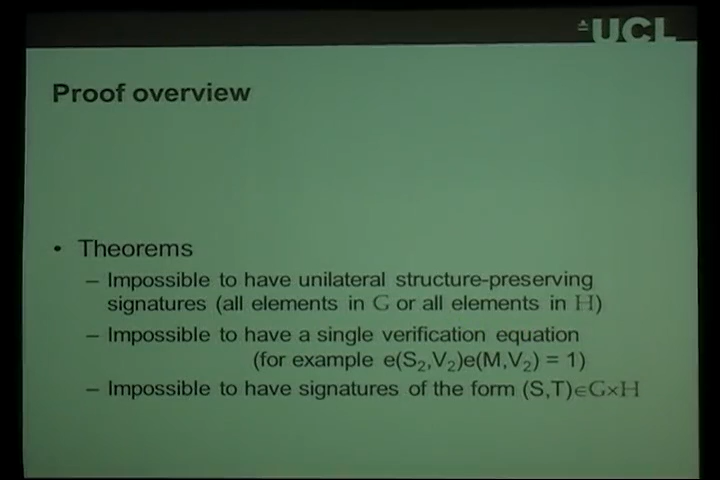 UCL
Proof overview
• Theorems
– Impossible to have unilateral structure-preserving
signatures (all elements in G or all elements in H)
– Impossible to have a single verification equation
(for example e(S₂,V₂)e(M,V₂) = 1)
– Impossible to have signatures of the form (S,T)∈G×H